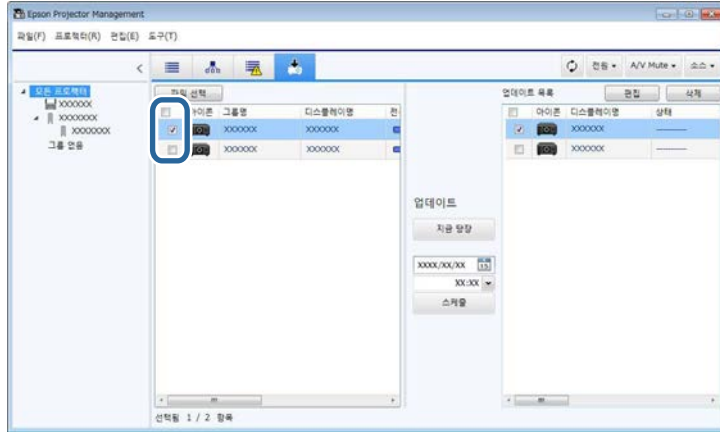 Epson Projector Management
파일(F) 프로젝터(R) 편집(E) 도구(T)
전원 A/V Mute 소스
모든 프로젝터
XXXXXX
XXXXXXX
XXXXXXX
그룹 없음
파일 선택
아이콘 그룹명 디스플레이명 전
XXXXXX XXXXXX
XXXXXX XXXXXX
업데이트
지금 당장
XXXX/XX/XX 15
XX:XX
스케줄
업데이트 목록 편집 삭제
아이콘 디스플레이명 상태
XXXXXX ————
XXXXXX ————
선택됨 1 / 2 항목